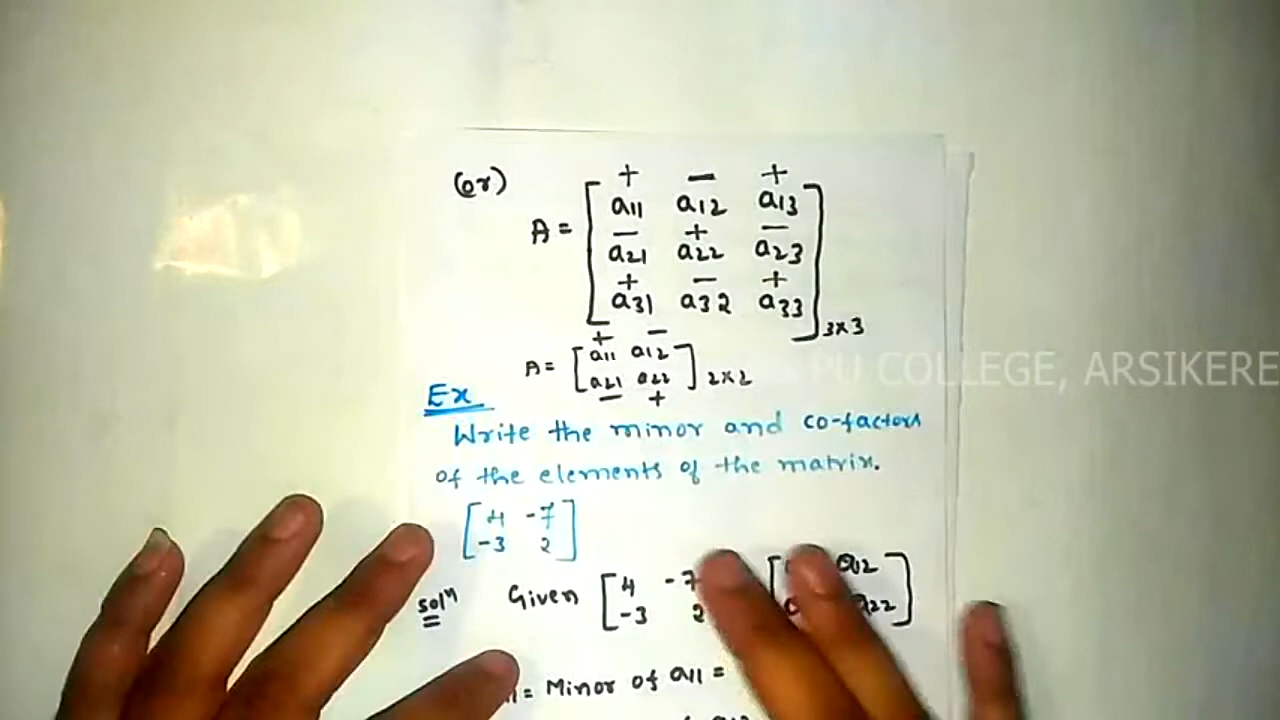 (or)
+ − +
A = [ a11 a12 a13
− + −
a21 a22 a23
+ − +
a31 a32 a33 ] 3×3
+ −
A = [ a11 a12
a21 a22 ] 2×2
− +
PU COLLEGE, ARSIKERE
Ex
Write the minor and co-factors
of the elements of the matrix.
[ 4 -7
-3 2 ]
Soln Given [ 4 -7 [ a12
-3 2 a22 ]
= Minor of a11 =